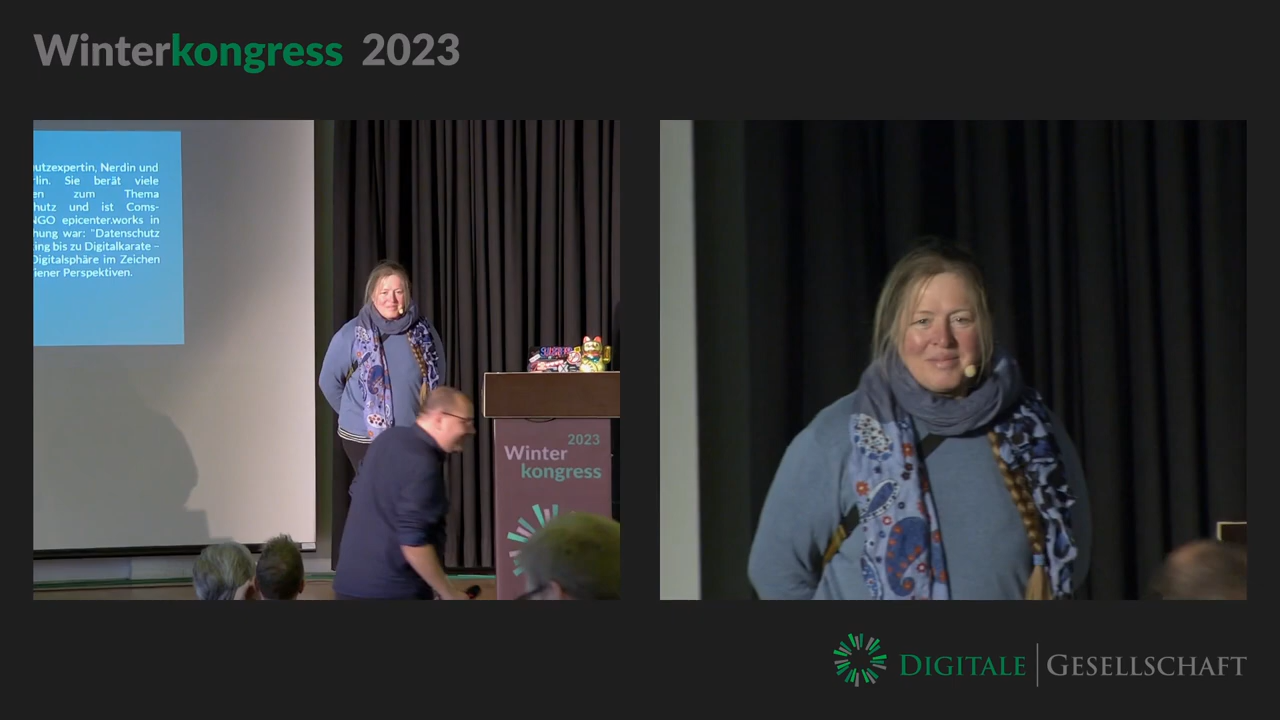 Winterkongress 2023
utzexpertin, Nerdin und
rlin. Sie berät viele
en zum Thema
hutz und ist Coms-
NGO epicenter.works in
hung war: "Datenschutz
ing bis zu Digitalkarate –
Digitalsphäre im Zeichen
iener Perspektiven.
2023
Winter
kongress
DIGITALE GESELLSCHAFT